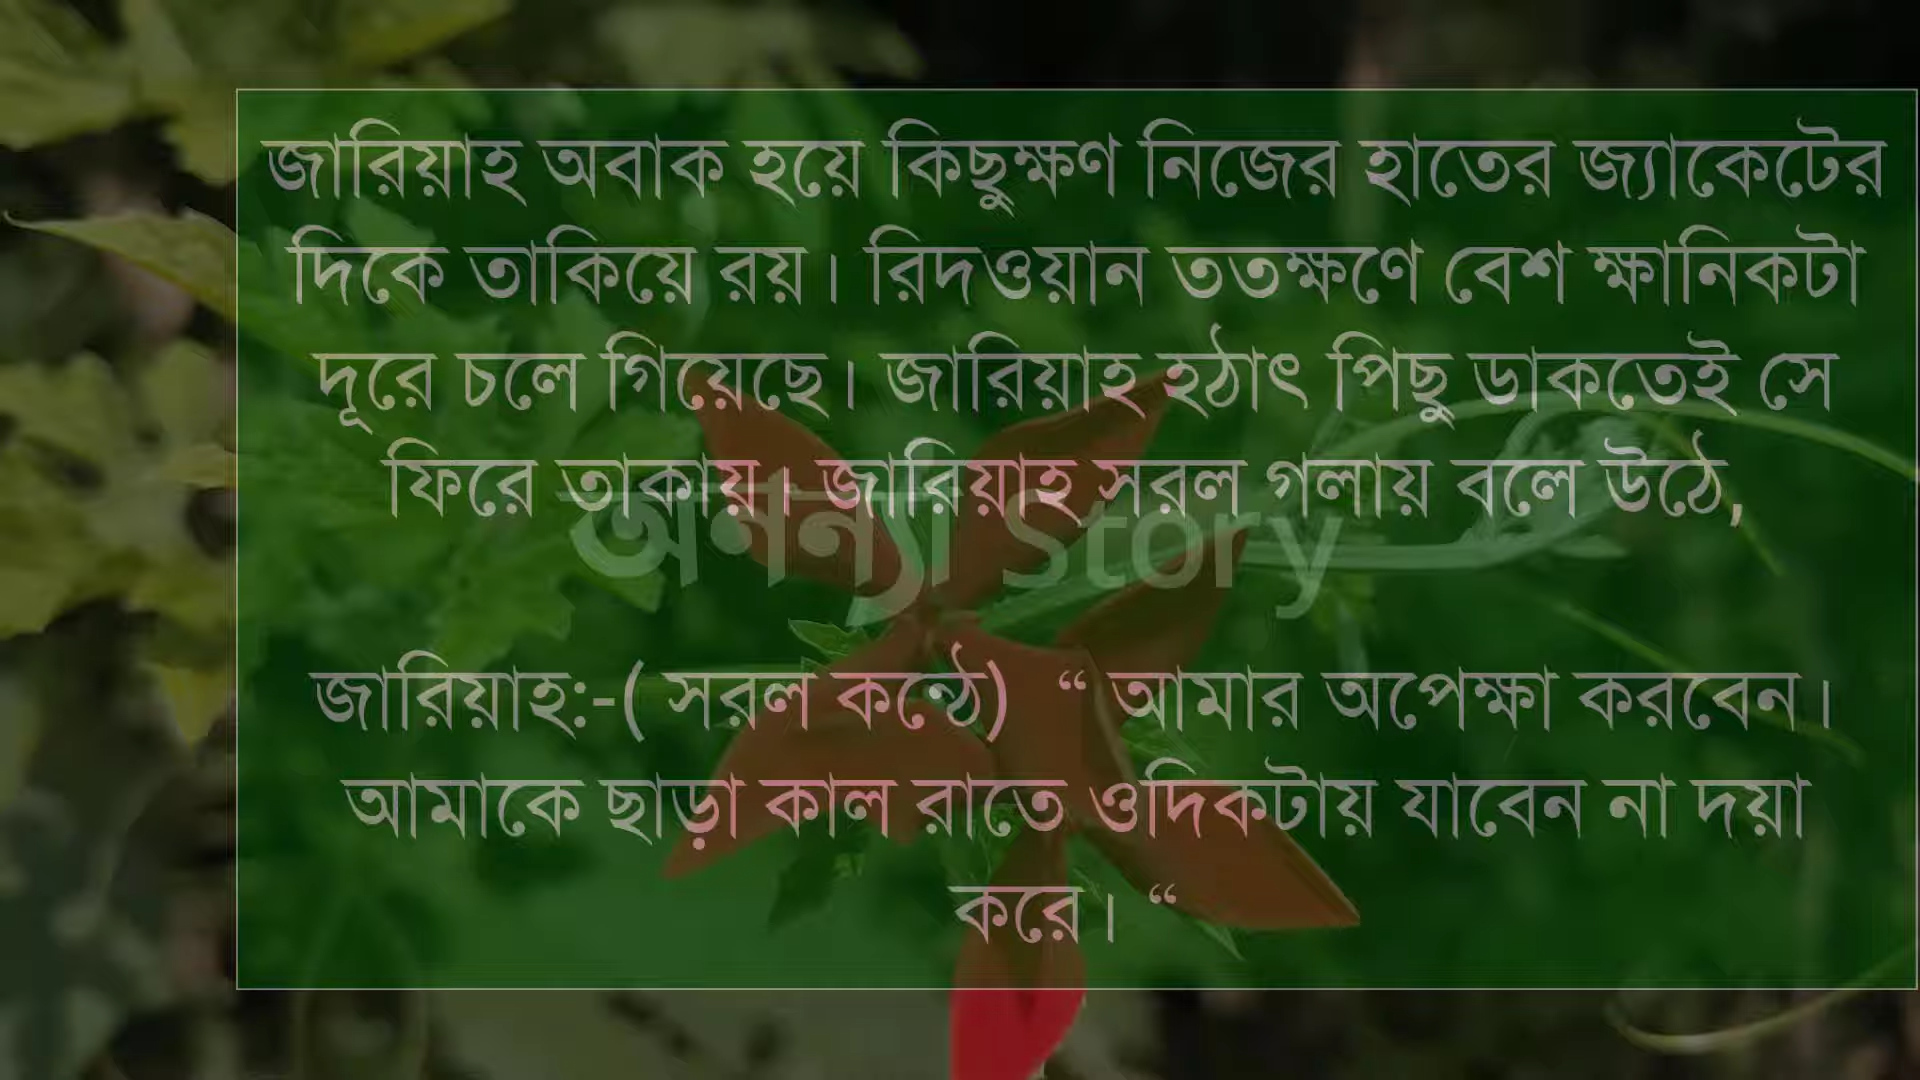 জারিয়াহ অবাক হয়ে কিছুক্ষণ নিজের হাতের জ্যাকেটের
দিকে তাকিয়ে রয়। রিদওয়ান ততক্ষণে বেশ ক্ষানিকটা
দূরে চলে গিয়েছে। জারিয়াহ হঠাৎ পিছু ডাকতেই সে
ফিরে তাকায়। জারিয়াহ সরল গলায় বলে উঠে,
অনন্যা Story
জারিয়াহ:-( সরল কন্ঠে) “ আমার অপেক্ষা করবেন।
আমাকে ছাড়া কাল রাতে ওদিকটায় যাবেন না দয়া
করে। “